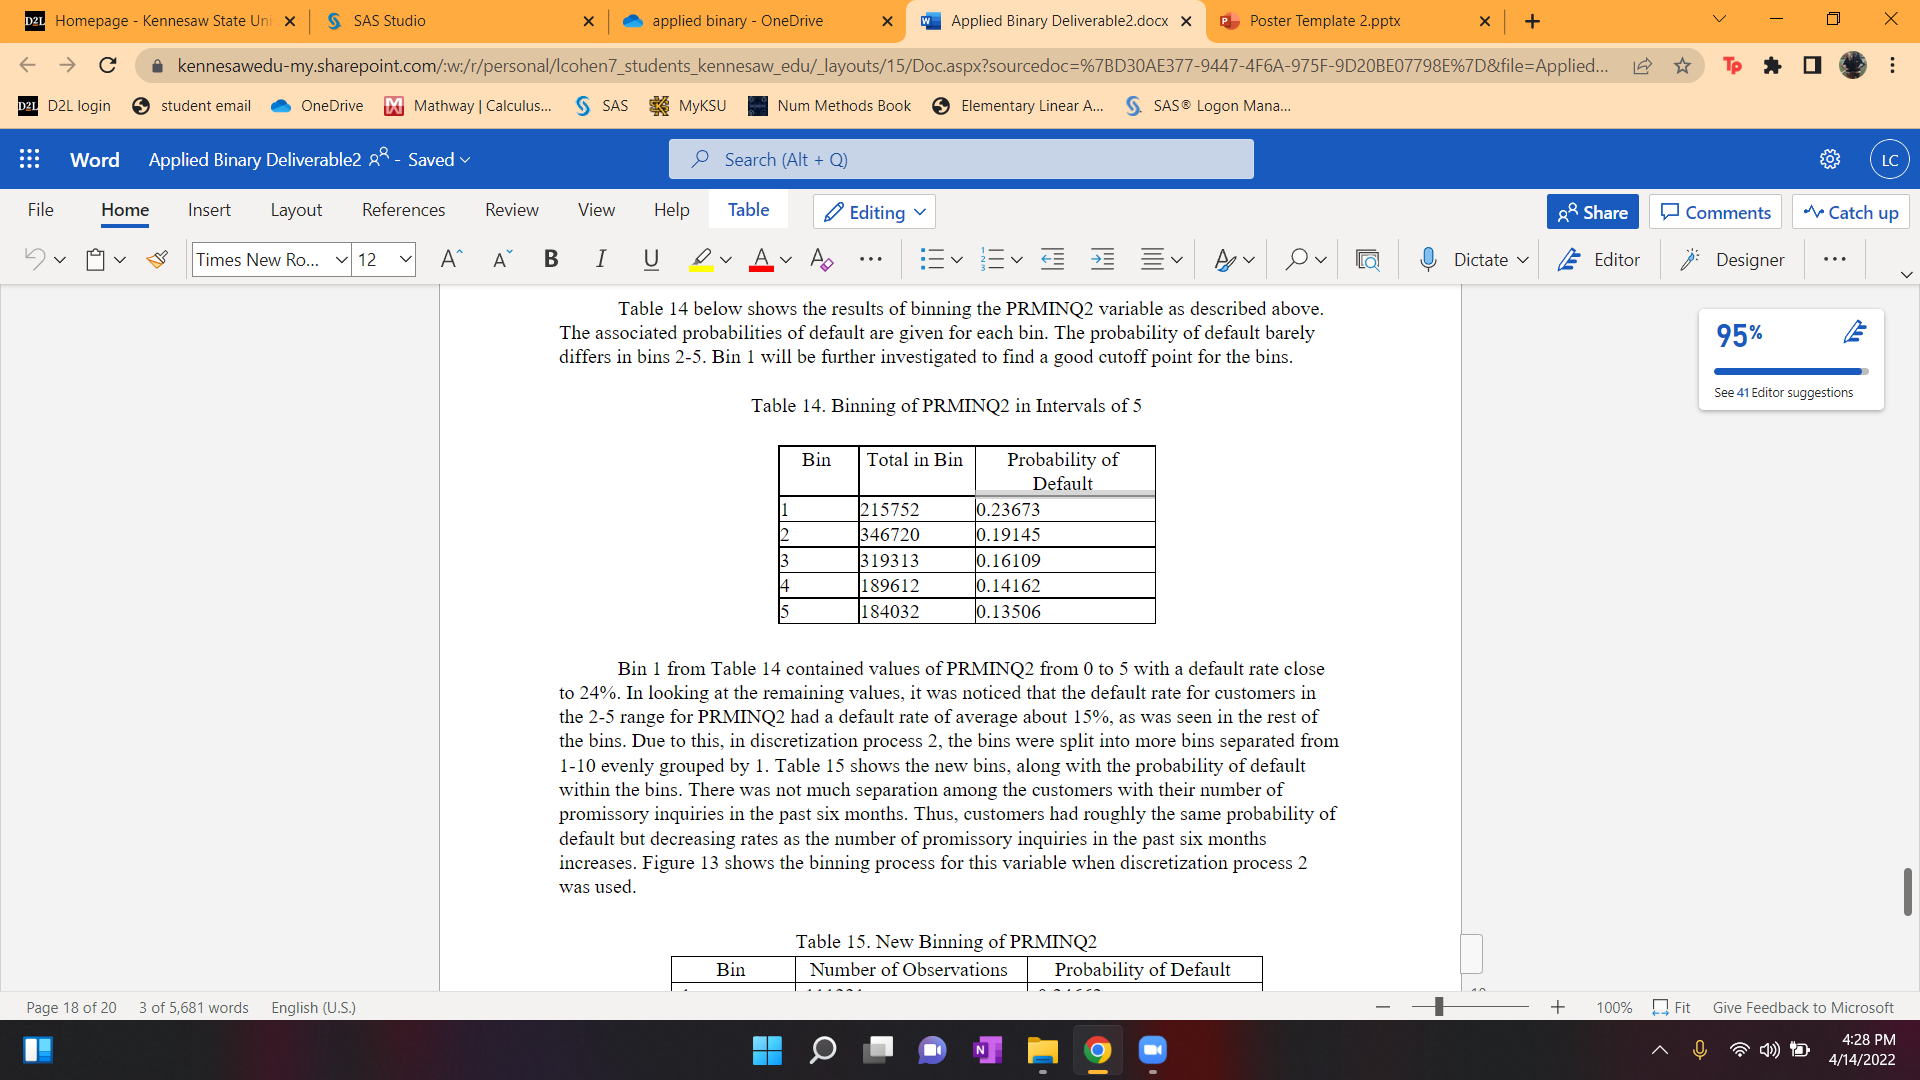 Homepage - Kennesaw State Uni
SAS Studio
applied binary - OneDrive
Applied Binary Deliverable2.docx
Poster Template 2.pptx
kennesawedu-my.sharepoint.com/:w:/r/personal/lcohen7_students_kennesaw_edu/_layouts/15/Doc.aspx?sourcedoc=%7BD30AE377-9447-4F6A-975F-9D20BE07798E%7D&file=Applied...
D2L login
student email
OneDrive
Mathway | Calculus...
SAS
MyKSU
Num Methods Book
Elementary Linear A...
SAS® Logon Mana...
Word
Applied Binary Deliverable2 - Saved
Search (Alt + Q)
LC
File Home Insert Layout References Review View Help Table Editing
Share Comments Catch up
Times New Ro... 12
Dictate Editor Designer
Table 14 below shows the results of binning the PRMINQ2 variable as described above.
The associated probabilities of default are given for each bin. The probability of default barely
differs in bins 2-5. Bin 1 will be further investigated to find a good cutoff point for the bins.
95%
See 41 Editor suggestions
Table 14. Binning of PRMINQ2 in Intervals of 5
Bin Total in Bin Probability of
Default
1 215752 0.23673
2 346720 0.19145
3 319313 0.16109
4 189612 0.14162
5 184032 0.13506
Bin 1 from Table 14 contained values of PRMINQ2 from 0 to 5 with a default rate close
to 24%. In looking at the remaining values, it was noticed that the default rate for customers in
the 2-5 range for PRMINQ2 had a default rate of average about 15%, as was seen in the rest of
the bins. Due to this, in discretization process 2, the bins were split into more bins separated from
1-10 evenly grouped by 1. Table 15 shows the new bins, along with the probability of default
within the bins. There was not much separation among the customers with their number of
promissory inquiries in the past six months. Thus, customers had roughly the same probability of
default but decreasing rates as the number of promissory inquiries in the past six months
increases. Figure 13 shows the binning process for this variable when discretization process 2
was used.
Table 15. New Binning of PRMINQ2
Bin Number of Observations Probability of Default
Page 18 of 20 3 of 5,681 words English (U.S.)
100% Fit Give Feedback to Microsoft
4:28 PM
4/14/2022